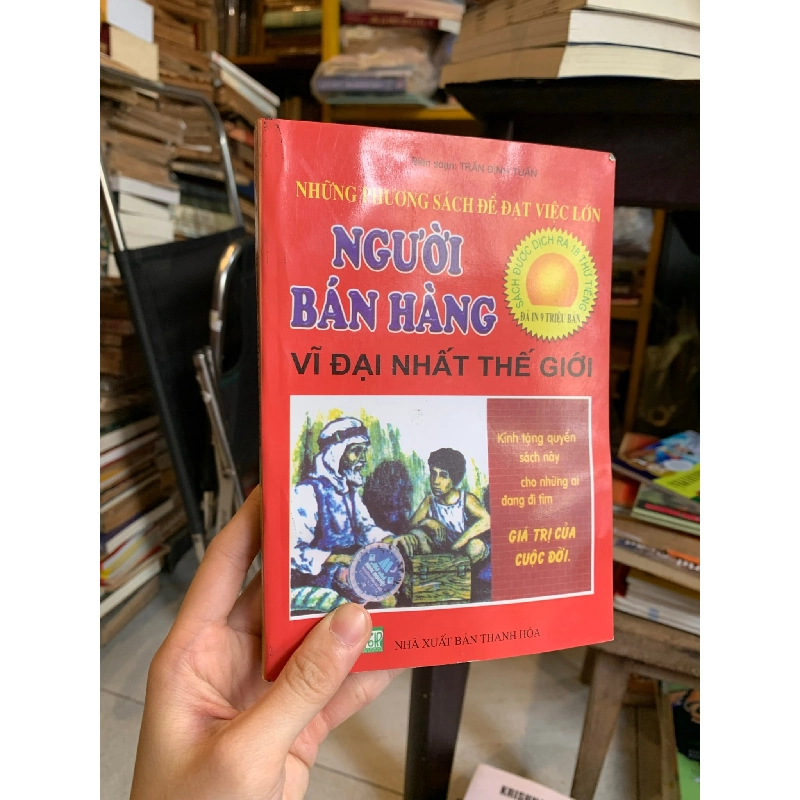 Biên soạn: TRẦN ĐÌNH TUẤN
NHỮNG PHƯƠNG SÁCH ĐỂ ĐẠT VIỆC LỚN
NGƯỜI
BÁN HÀNG
SÁCH ĐƯỢC DỊCH RA 18 THỨ TIẾNG
ĐÃ IN 9 TRIỆU BẢN
VĨ ĐẠI NHẤT THẾ GIỚI
Kính tặng quyển
sách này
cho những ai
đang đi tìm
GIÁ TRỊ CỦA
CUỘC ĐỜI.
NHÀ XUẤT BẢN THANH HÓA